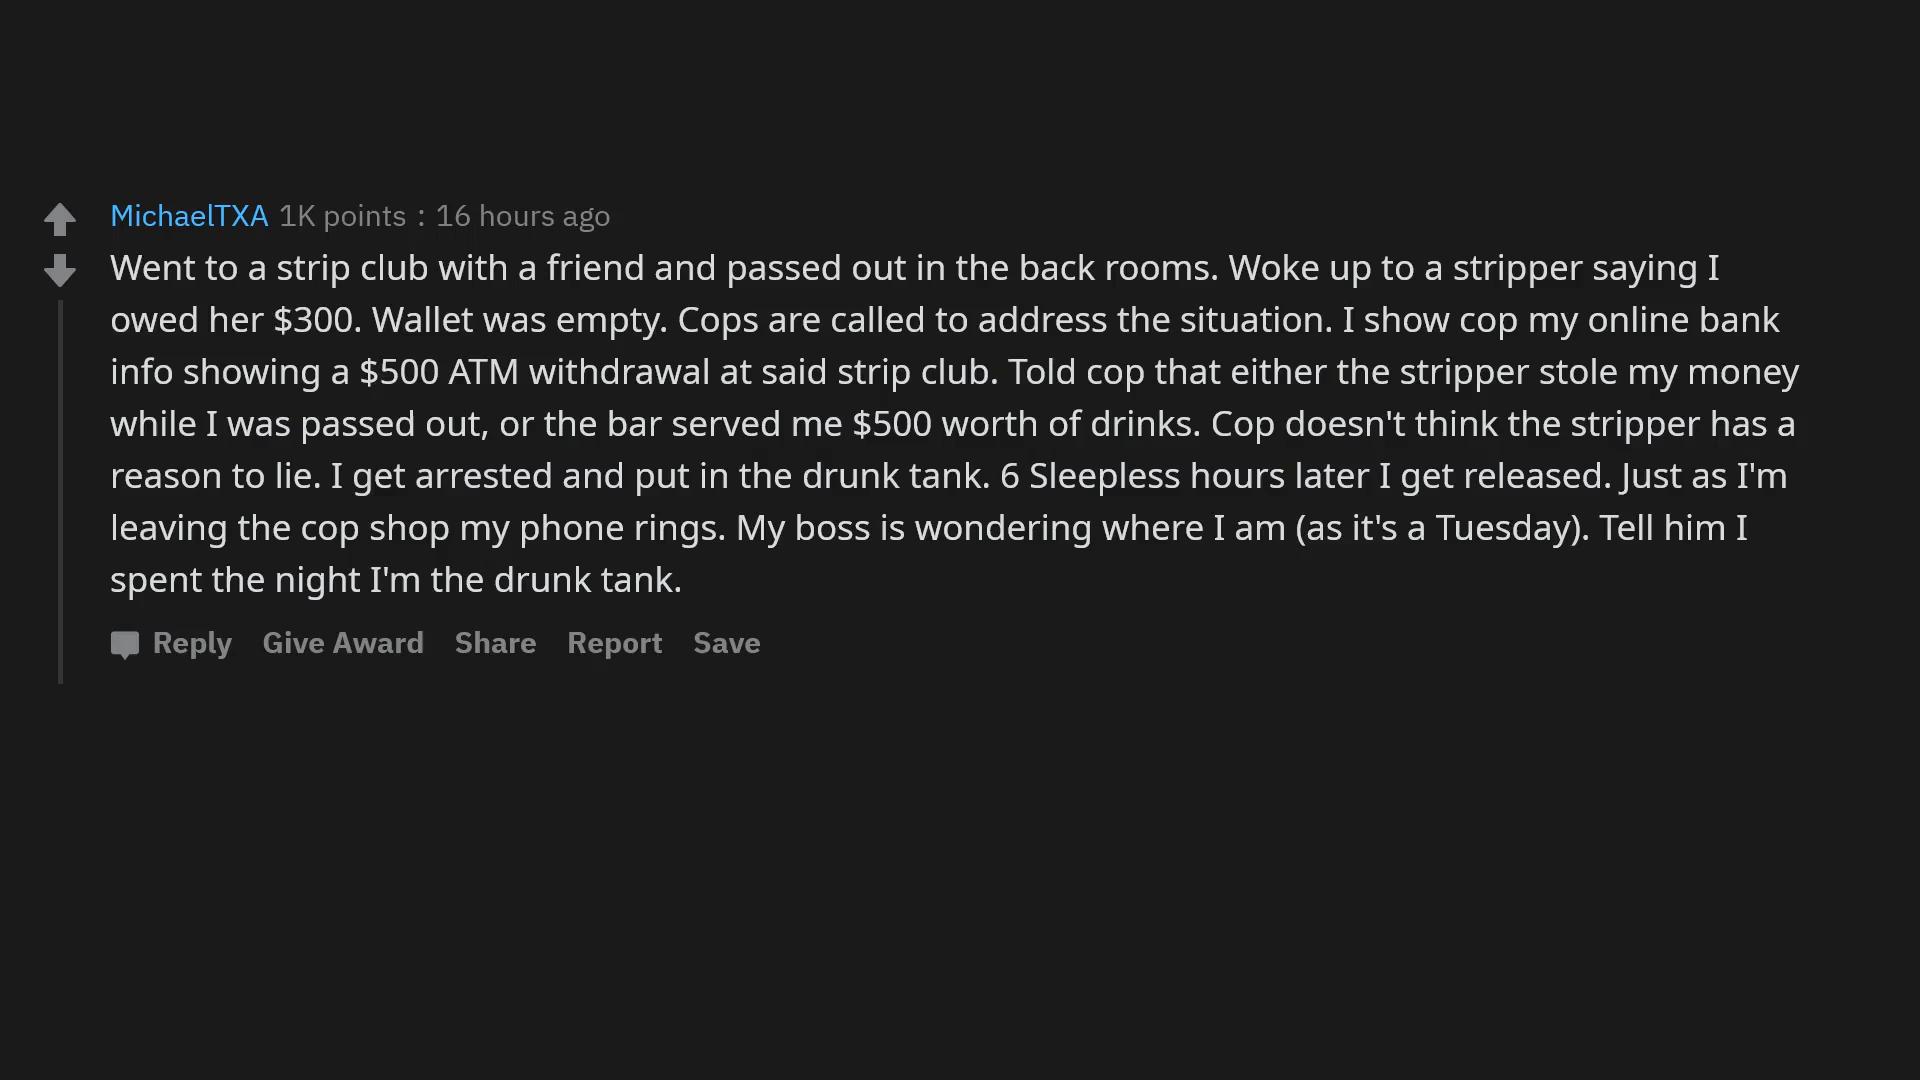 MichaelTXA 1K points : 16 hours ago
Went to a strip club with a friend and passed out in the back rooms. Woke up to a stripper saying I
owed her $300. Wallet was empty. Cops are called to address the situation. I show cop my online bank
info showing a $500 ATM withdrawal at said strip club. Told cop that either the stripper stole my money
while I was passed out, or the bar served me $500 worth of drinks. Cop doesn't think the stripper has a
reason to lie. I get arrested and put in the drunk tank. 6 Sleepless hours later I get released. Just as I'm
leaving the cop shop my phone rings. My boss is wondering where I am (as it's a Tuesday). Tell him I
spent the night I'm the drunk tank.
Reply Give Award Share Report Save